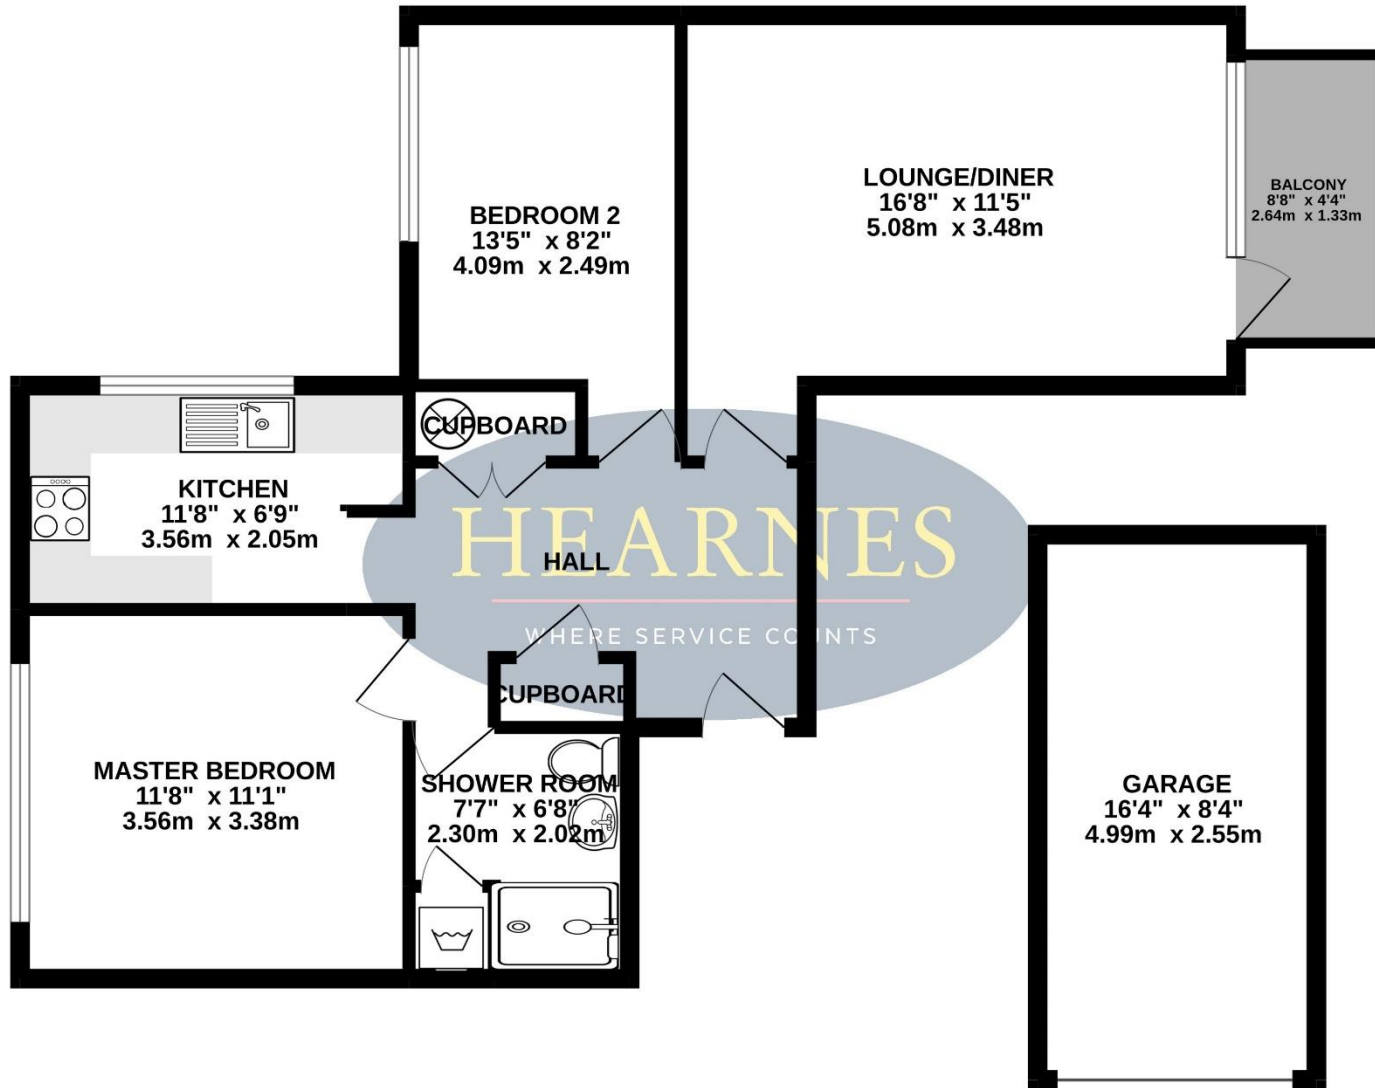 BEDROOM 2
13'5" x 8'2"
4.09m x 2.49m
LOUNGE/DINER
16'8" x 11'5"
5.08m x 3.48m
BALCONY
8'8" x 4'4"
2.64m x 1.33m
CUPBOARD
KITCHEN
11'8" x 6'9"
3.56m x 2.05m
HEARNES
HALL
WHERE SERVICE COUNTS
CUPBOARD
MASTER BEDROOM
11'8" x 11'1"
3.56m x 3.38m
SHOWER ROOM
7'7" x 6'8"
2.30m x 2.02m
GARAGE
16'4" x 8'4"
4.99m x 2.55m